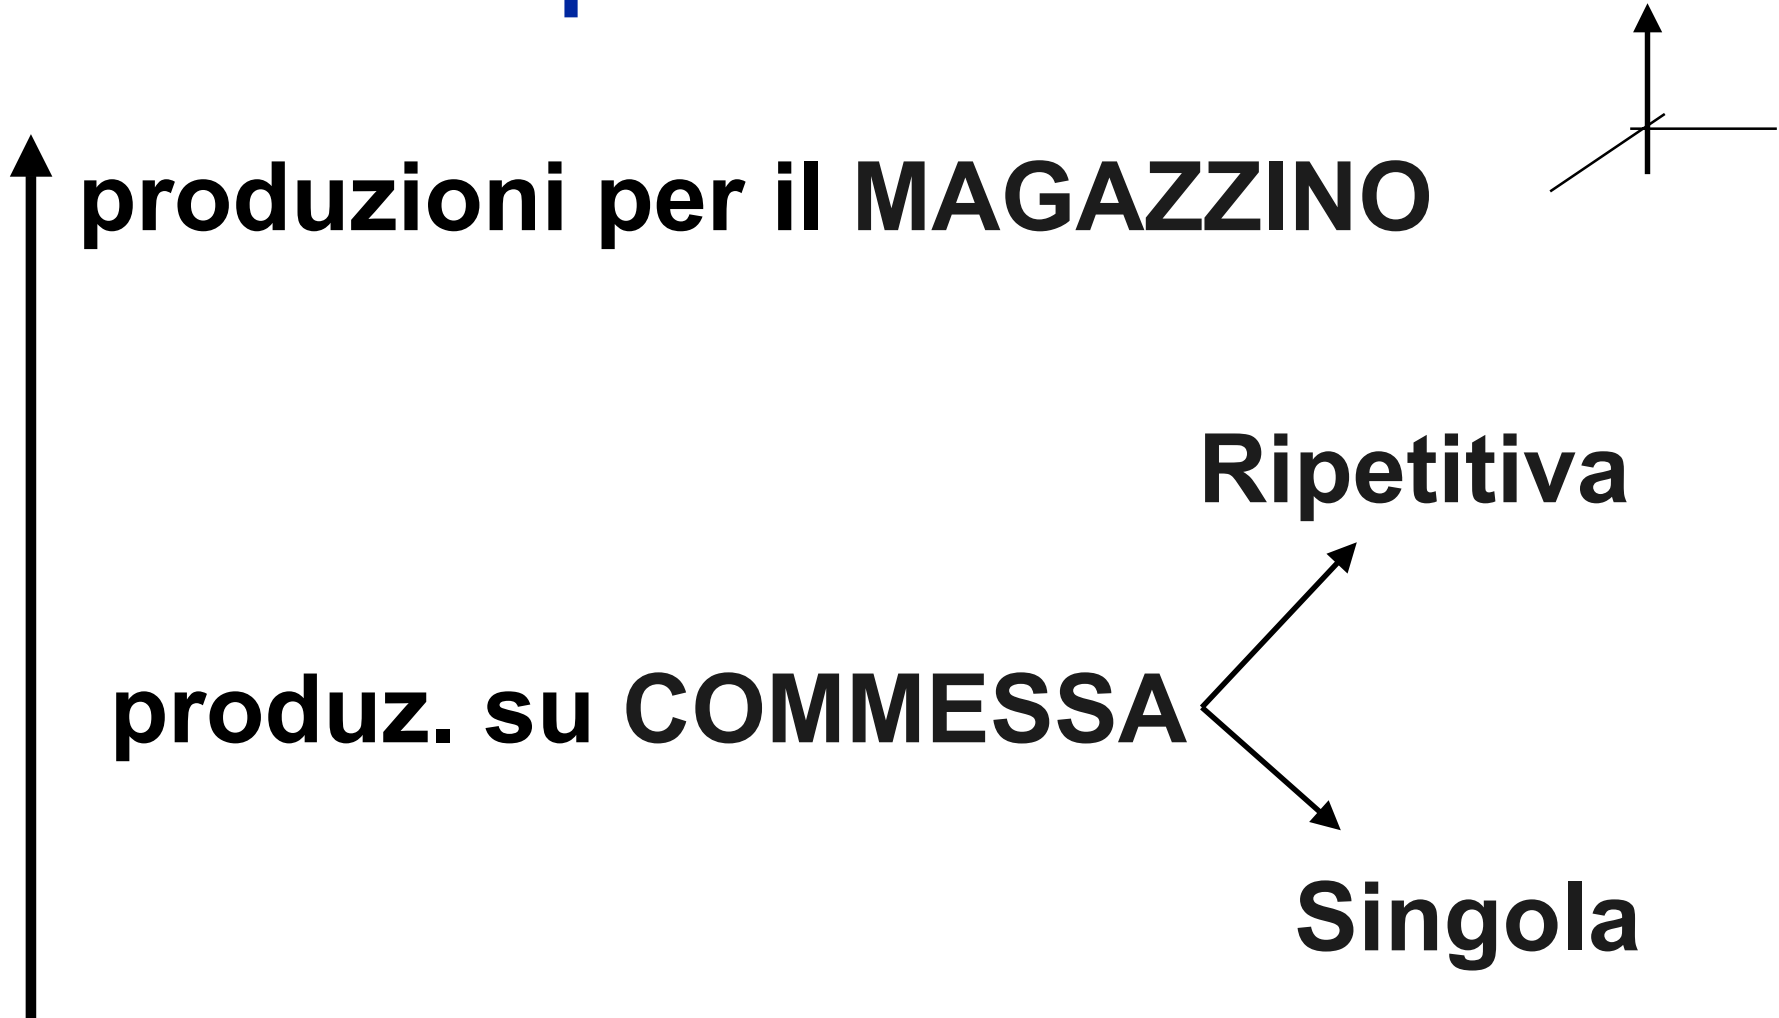 produzioni per il MAGAZZINO
Ripetitiva
produz. su COMMESSA
Singola